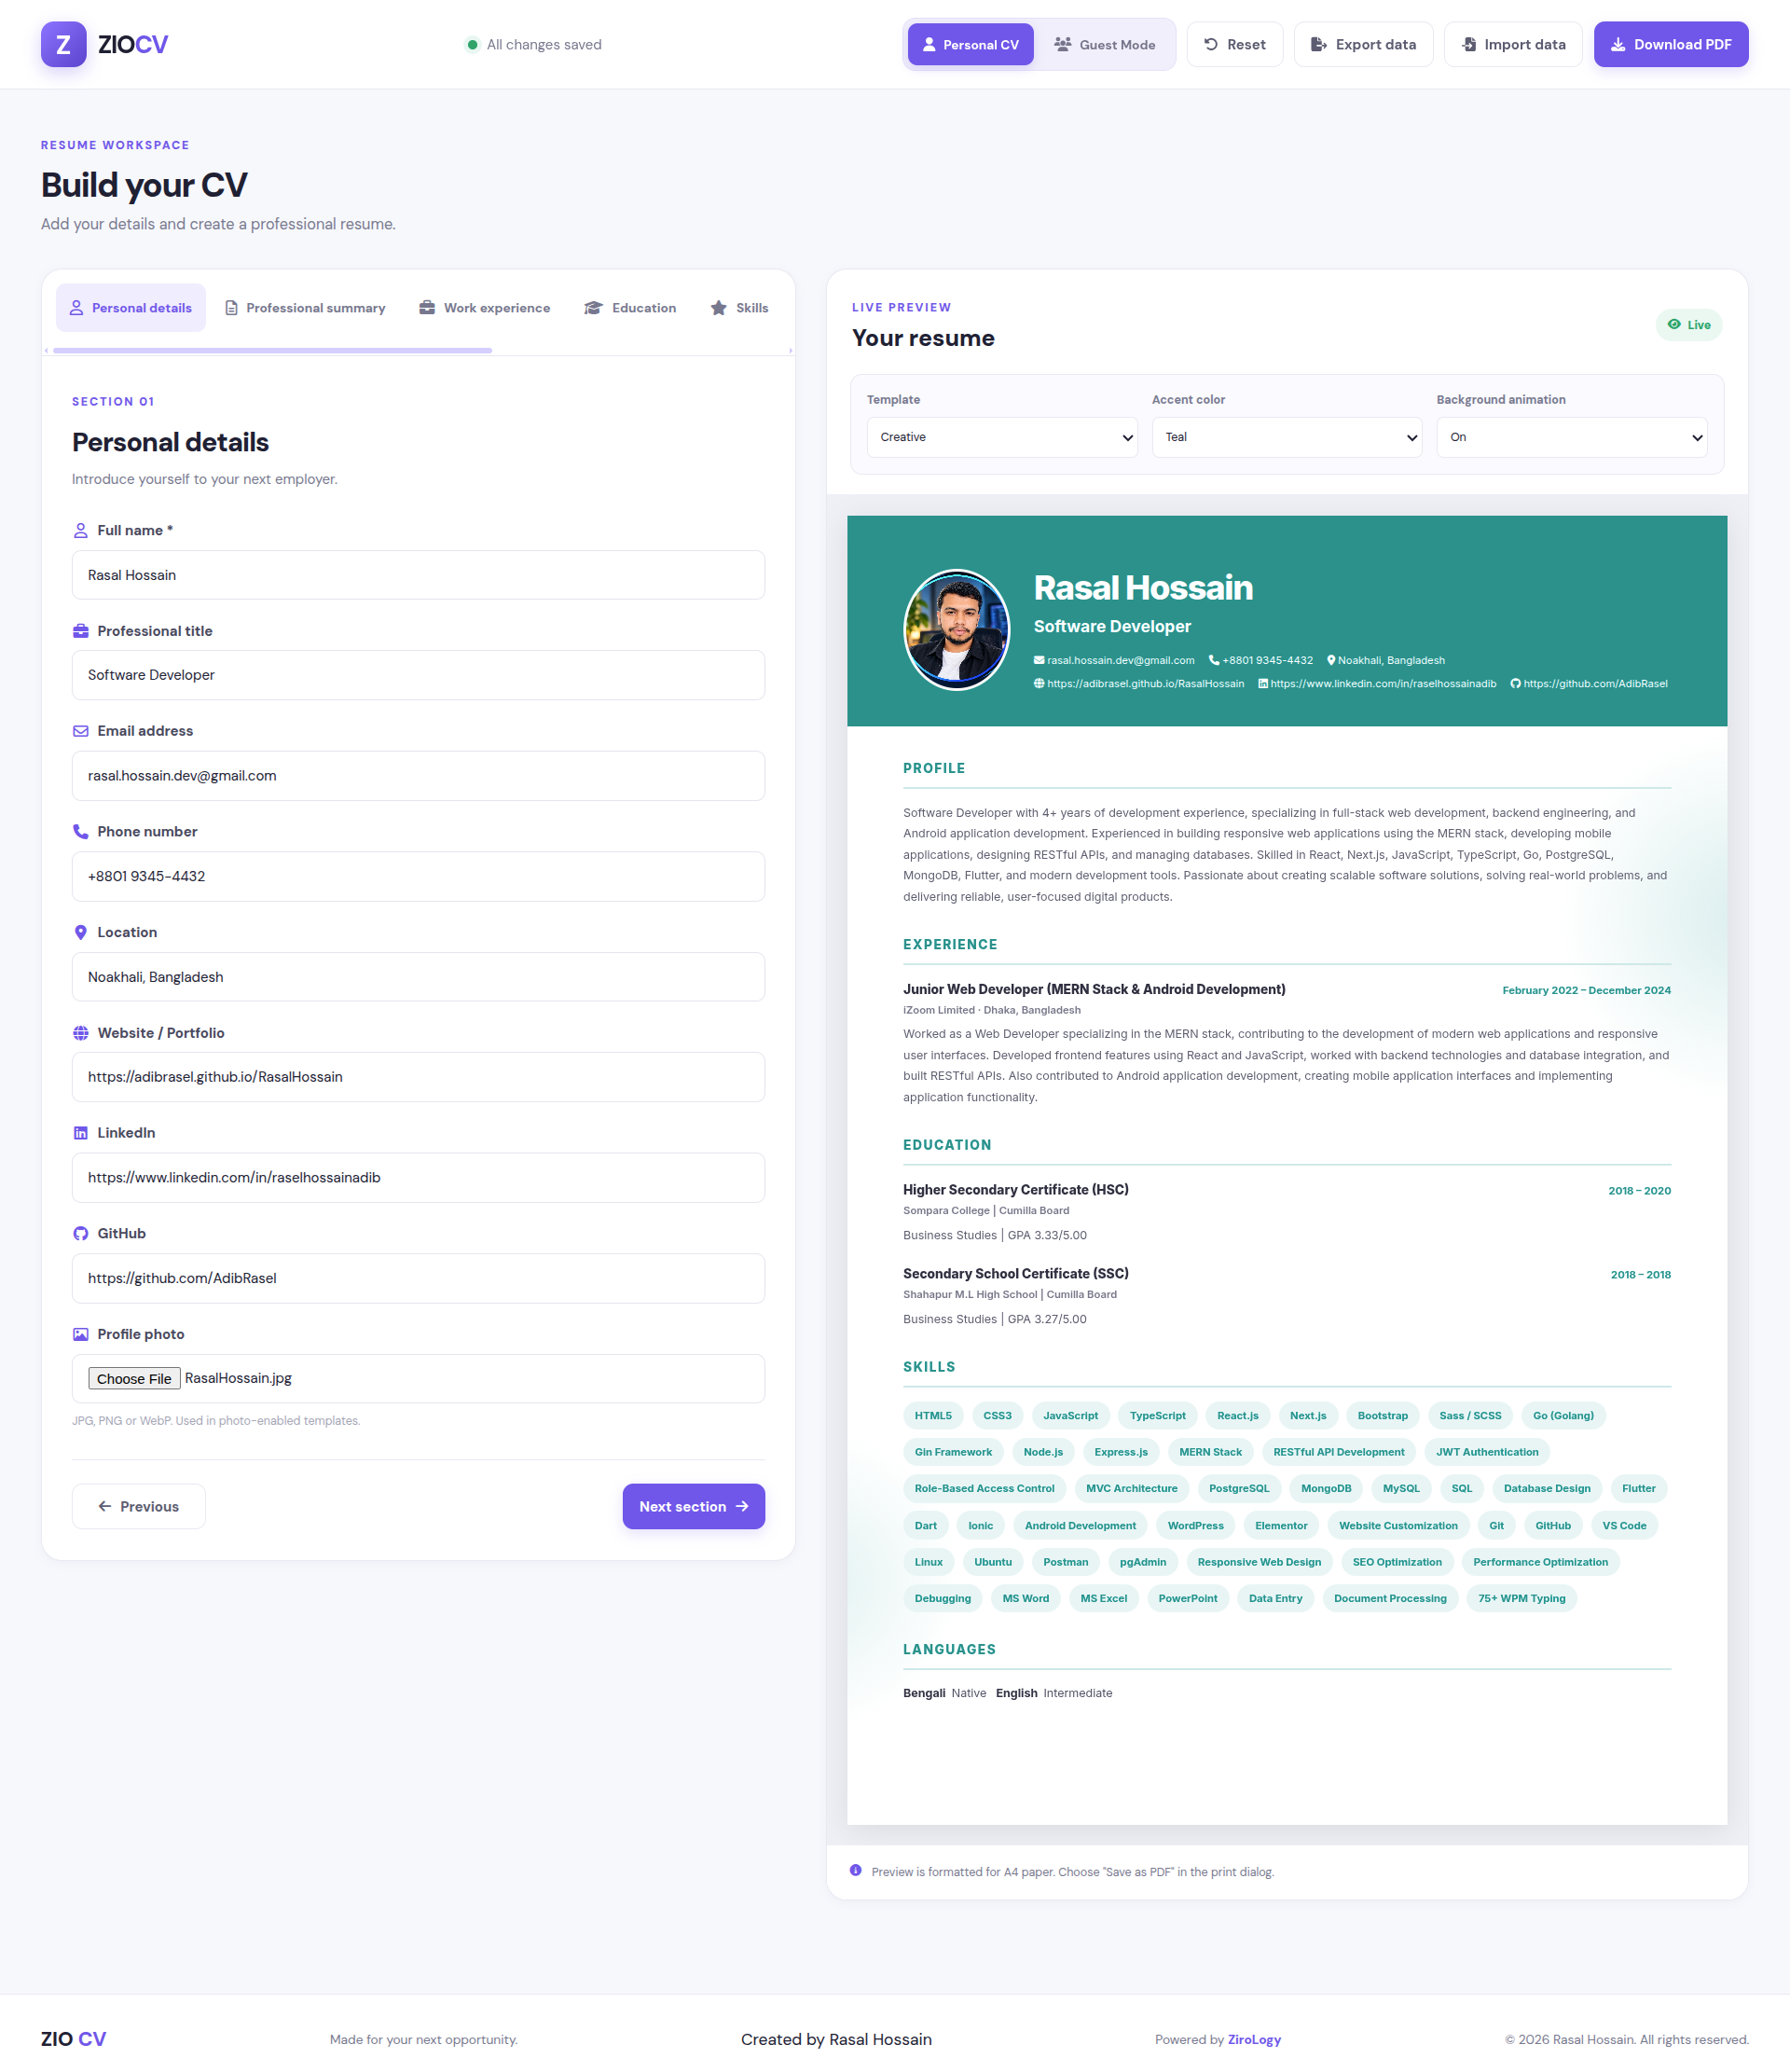 Z ZIOCV
All changes saved
Personal CV
Guest Mode
Reset
Export data
Import data
Download PDF
RESUME WORKSPACE
Build your CV
Add your details and create a professional resume.
Personal details
Professional summary
Work experience
Education
Skills
SECTION 01
Personal details
Introduce yourself to your next employer.
Full name *
Rasal Hossain
Professional title
Software Developer
Email address
rasal.hossain.dev@gmail.com
Phone number
+8801 9345-4432
Location
Noakhali, Bangladesh
Website / Portfolio
https://adibrasel.github.io/RasalHossain
LinkedIn
https://www.linkedin.com/in/raselhossainadib
GitHub
https://github.com/AdibRasel
Profile photo
Choose File RasalHossain.jpg
JPG, PNG or WebP. Used in photo-enabled templates.
Previous
Next section
LIVE PREVIEW
Your resume
Live
Template
Accent color
Background animation
Creative
Teal
On
Rasal Hossain
Software Developer
rasal.hossain.dev@gmail.com +8801 9345-4432 Noakhali, Bangladesh
https://adibrasel.github.io/RasalHossain https://www.linkedin.com/in/raselhossainadib https://github.com/AdibRasel
PROFILE
Software Developer with 4+ years of development experience, specializing in full-stack web development, backend engineering, and
Android application development. Experienced in building responsive web applications using the MERN stack, developing mobile
applications, designing RESTful APIs, and managing databases. Skilled in React, Next.js, JavaScript, TypeScript, Go, PostgreSQL,
MongoDB, Flutter, and modern development tools. Passionate about creating scalable software solutions, solving real-world problems, and
delivering reliable, user-focused digital products.
EXPERIENCE
Junior Web Developer (MERN Stack & Android Development) February 2022 – December 2024
iZoom Limited · Dhaka, Bangladesh
Worked as a Web Developer specializing in the MERN stack, contributing to the development of modern web applications and responsive
user interfaces. Developed frontend features using React and JavaScript, worked with backend technologies and database integration, and
built RESTful APIs. Also contributed to Android application development, creating mobile application interfaces and implementing
application functionality.
EDUCATION
Higher Secondary Certificate (HSC) 2018 – 2020
Sompara College | Cumilla Board
Business Studies | GPA 3.33/5.00
Secondary School Certificate (SSC) 2018 – 2018
Shahapur M.L High School | Cumilla Board
Business Studies | GPA 3.27/5.00
SKILLS
HTML5 CSS3 JavaScript TypeScript React.js Next.js Bootstrap Sass / SCSS Go (Golang)
Gin Framework Node.js Express.js MERN Stack RESTful API Development JWT Authentication
Role-Based Access Control MVC Architecture PostgreSQL MongoDB MySQL SQL Database Design Flutter
Dart Ionic Android Development WordPress Elementor Website Customization Git GitHub VS Code
Linux Ubuntu Postman pgAdmin Responsive Web Design SEO Optimization Performance Optimization
Debugging MS Word MS Excel PowerPoint Data Entry Document Processing 75+ WPM Typing
LANGUAGES
Bengali Native English Intermediate
Preview is formatted for A4 paper. Choose "Save as PDF" in the print dialog.
ZIO CV
Made for your next opportunity.
Created by Rasal Hossain
Powered by ZiroLogy
© 2026 Rasal Hossain. All rights reserved.